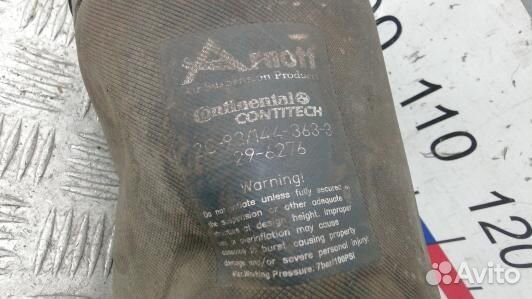 Arnott
Air Suspension Products
Continental
CONTITECH
29-6276
Warning!
Do not inflate unless fully secured in
the suspension or other adequate
structure at design height. Improper
use or overinflation may cause
assembly to burst causing property
damage and/or severe personal injury.
Max.Working Pressure: 7bar/100PSI
110
120
Avito